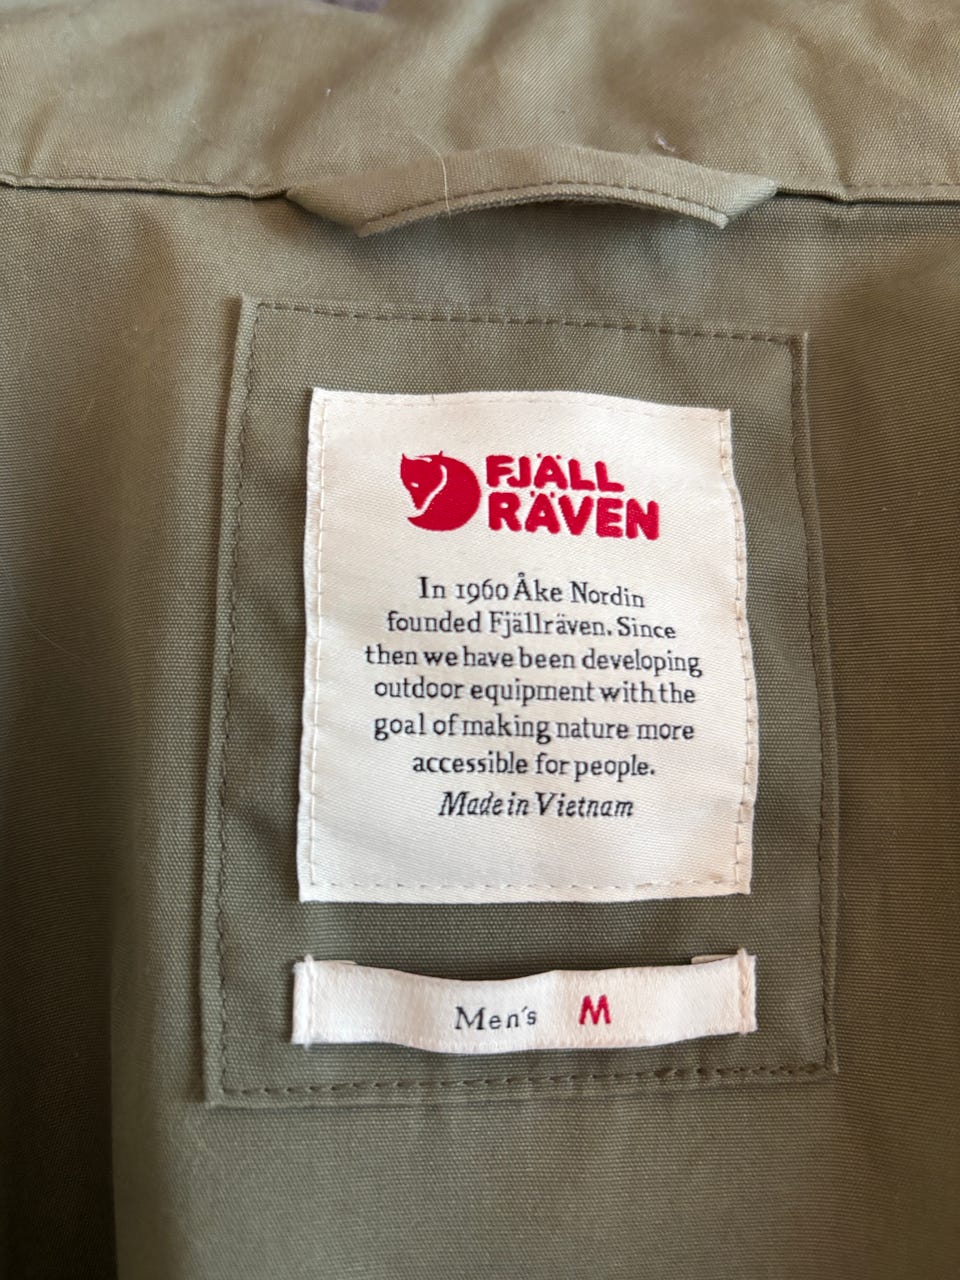 FJÄLL
RÄVEN
In 1960 Åke Nordin
founded Fjällräven. Since
then we have been developing
outdoor equipment with the
goal of making nature more
accessible for people.
Made in Vietnam
Men's M